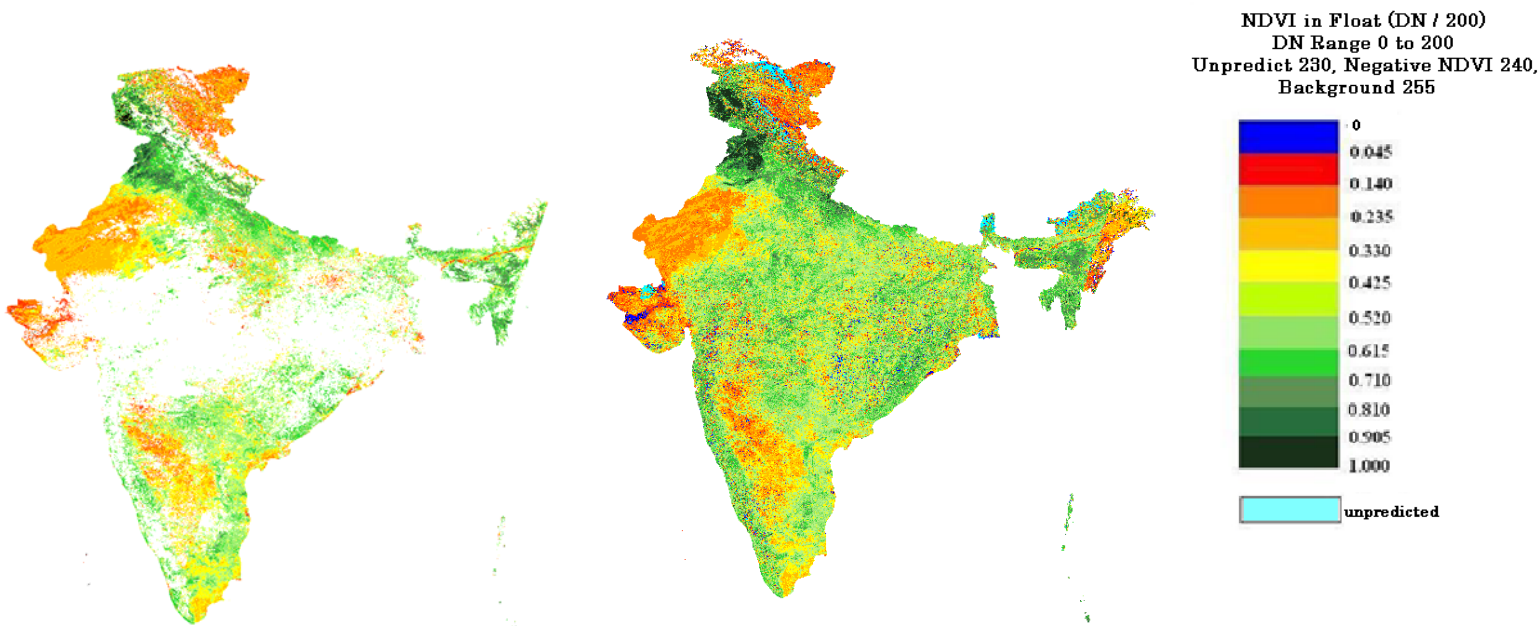 NDVI in Float (DN / 200)
DN Range 0 to 200
Unpredict 230, Negative NDVI 240,
Background 255
0
0.045
0.140
0.235
0.330
0.425
0.520
0.615
0.710
0.810
0.905
1.000
unpredicted